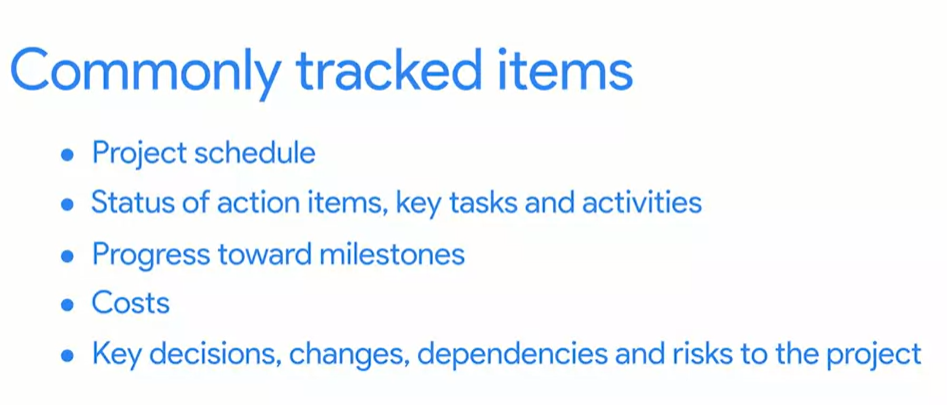 Commonly tracked items
● Project schedule
● Status of action items, key tasks and activities
● Progress toward milestones
● Costs
● Key decisions, changes, dependencies and risks to the project